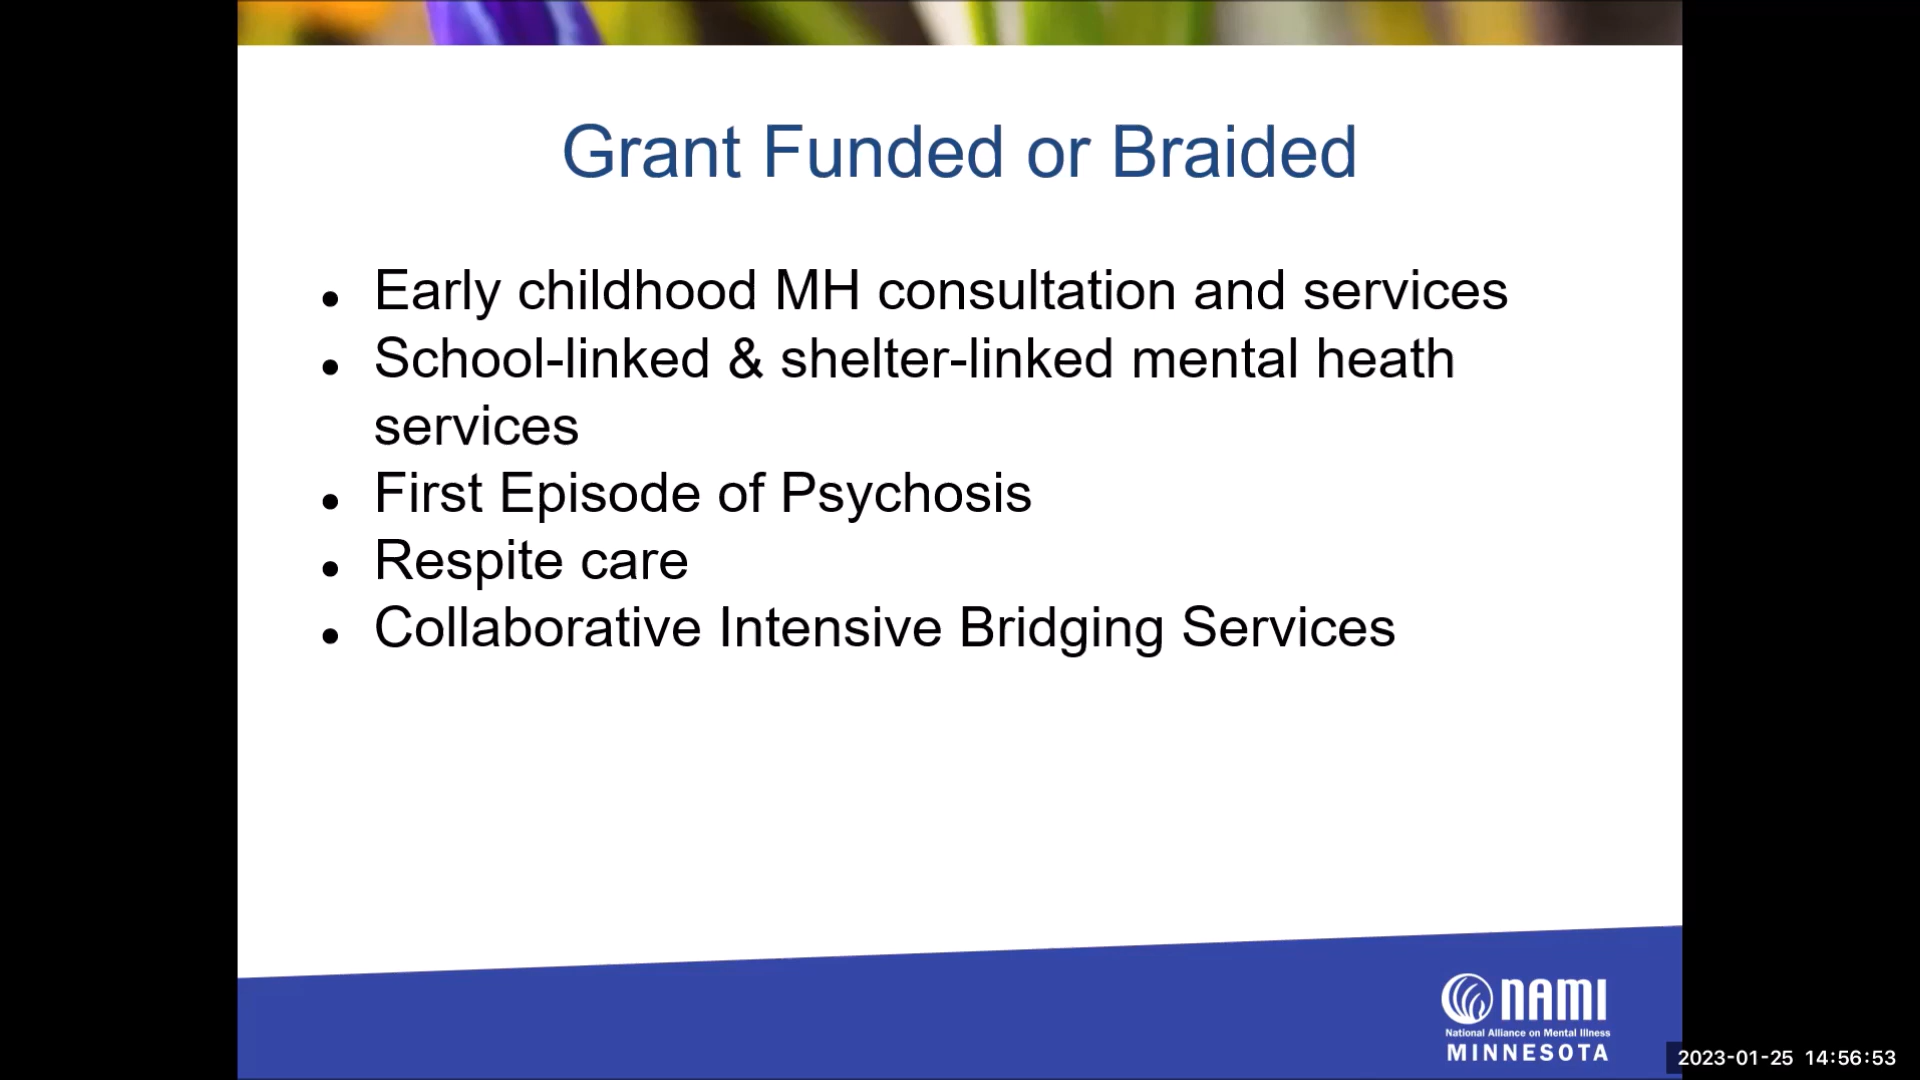 Grant Funded or Braided
• Early childhood MH consultation and services
• School-linked & shelter-linked mental heath
services
• First Episode of Psychosis
• Respite care
• Collaborative Intensive Bridging Services
NAMI
National Alliance on Mental Illness
MINNESOTA
2023-01-25 14:56:53